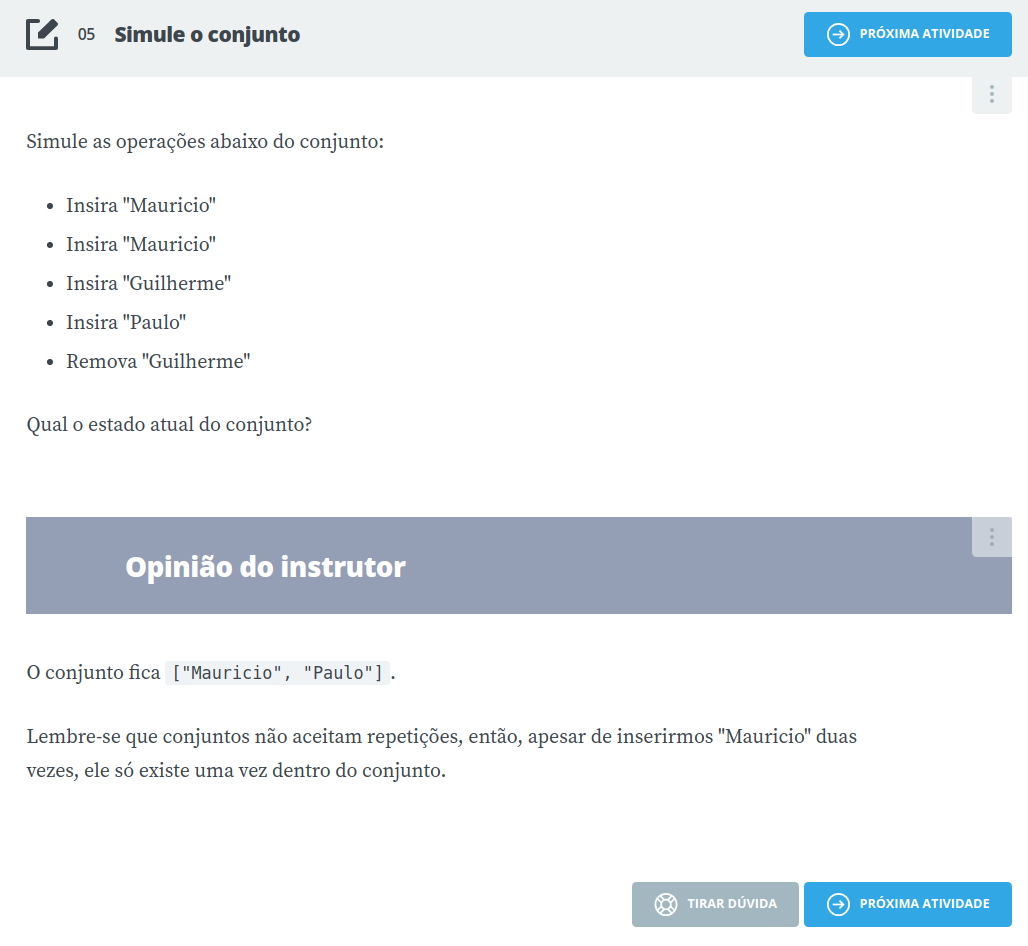 05 Simule o conjunto
PRÓXIMA ATIVIDADE
Simule as operações abaixo do conjunto:
• Insira "Mauricio"
• Insira "Mauricio"
• Insira "Guilherme"
• Insira "Paulo"
• Remova "Guilherme"
Qual o estado atual do conjunto?
Opinião do instrutor
O conjunto fica ["Mauricio", "Paulo"].
Lembre-se que conjuntos não aceitam repetições, então, apesar de inserirmos "Mauricio" duas
vezes, ele só existe uma vez dentro do conjunto.
TIRAR DÚVIDA
PRÓXIMA ATIVIDADE